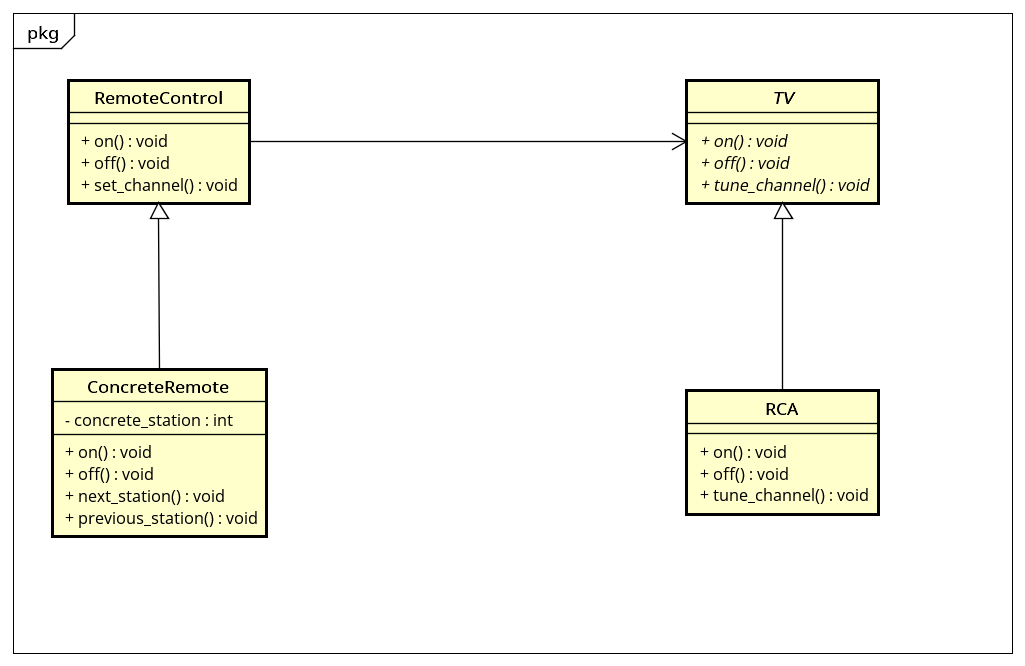 pkg
RemoteControl
+ on() : void
+ off() : void
+ set_channel() : void
TV
+ on() : void
+ off() : void
+ tune_channel() : void
ConcreteRemote
- concrete_station : int
+ on() : void
+ off() : void
+ next_station() : void
+ previous_station() : void
RCA
+ on() : void
+ off() : void
+ tune_channel() : void